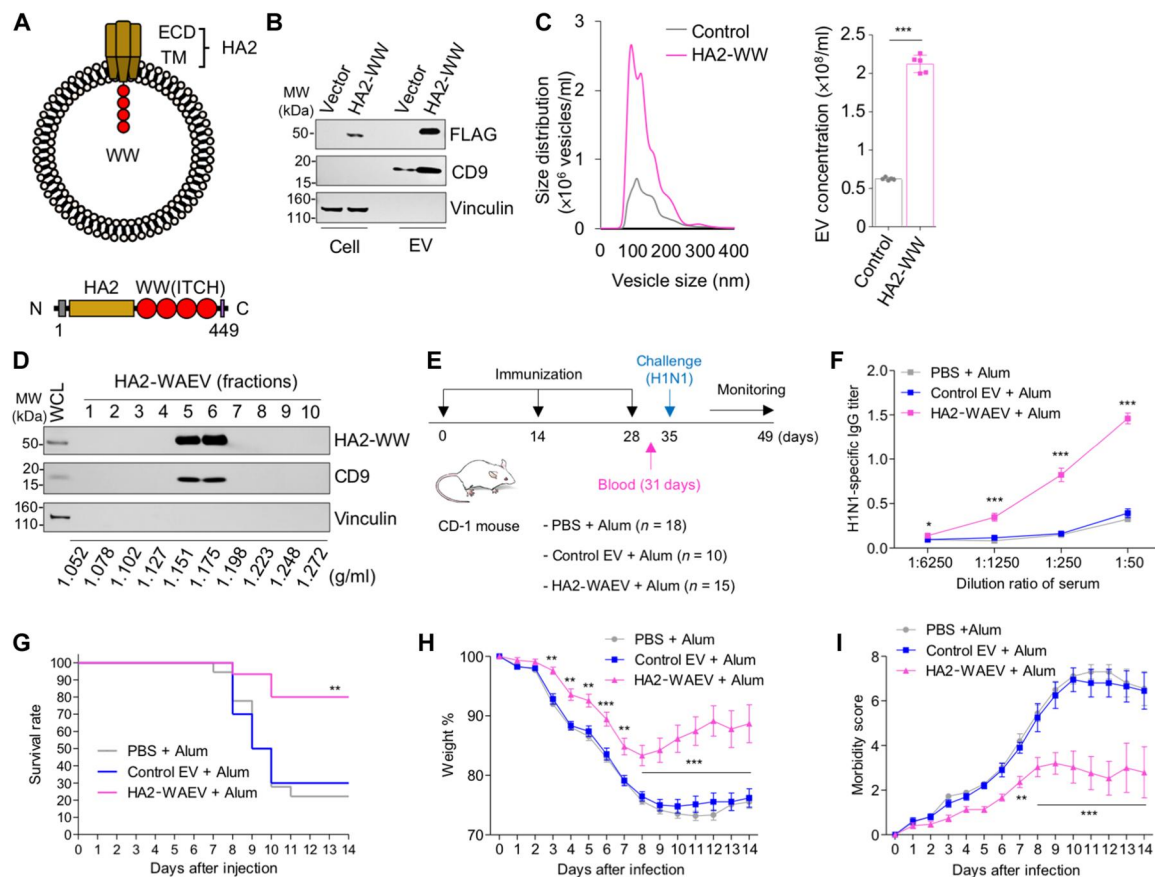 A
ECD
TM
HA2
WW
N
HA2
WW(ITCH)
C
1
449
B
MW
(kDa)
Vector
HA2-WW
Vector
HA2-WW
50
FLAG
20
15
CD9
160
110
Vinculin
Cell
EV
C
Control
HA2-WW
Size distribution
(×10⁶ vesicles/ml)
3
2
1
0
0
100
200
300
400
Vesicle size (nm)
***
EV concentration (×10⁸/ml)
2.5
2
1.5
1
0.5
0
Control
HA2-WW
D
HA2-WAEV (fractions)
MW
(kDa)
WCL
1 2 3 4 5 6 7 8 9 10
50
HA2-WW
20
15
CD9
160
110
Vinculin
1.052
1.078
1.102
1.127
1.151
1.175
1.198
1.223
1.248
1.272
(g/ml)
E
Challenge
(H1N1)
Immunization
Monitoring
0 14 28 35 49 (days)
Blood (31 days)
CD-1 mouse
- PBS + Alum (n = 18)
- Control EV + Alum (n = 10)
- HA2-WAEV + Alum (n = 15)
F
PBS + Alum
Control EV + Alum
HA2-WAEV + Alum
H1N1-specific IgG titer
2.0
1.5
1.0
0.5
0.0
*
***
***
***
1:6250 1:1250 1:250 1:50
Dilution ratio of serum
G
Survival rate
100
90
80
70
60
50
40
30
20
10
0
**
PBS + Alum
Control EV + Alum
HA2-WAEV + Alum
0 1 2 3 4 5 6 7 8 9 10 11 12 13 14
Days after injection
H
PBS + Alum
Control EV + Alum
HA2-WAEV + Alum
Weight %
100
90
80
70
**
**
**
***
**
***
0 1 2 3 4 5 6 7 8 9 10 11 12 13 14
Days after infection
I
PBS +Alum
Control EV + Alum
HA2-WAEV + Alum
Morbidity score
8
6
4
2
0
**
***
0 1 2 3 4 5 6 7 8 9 10 11 12 13 14
Days after infection